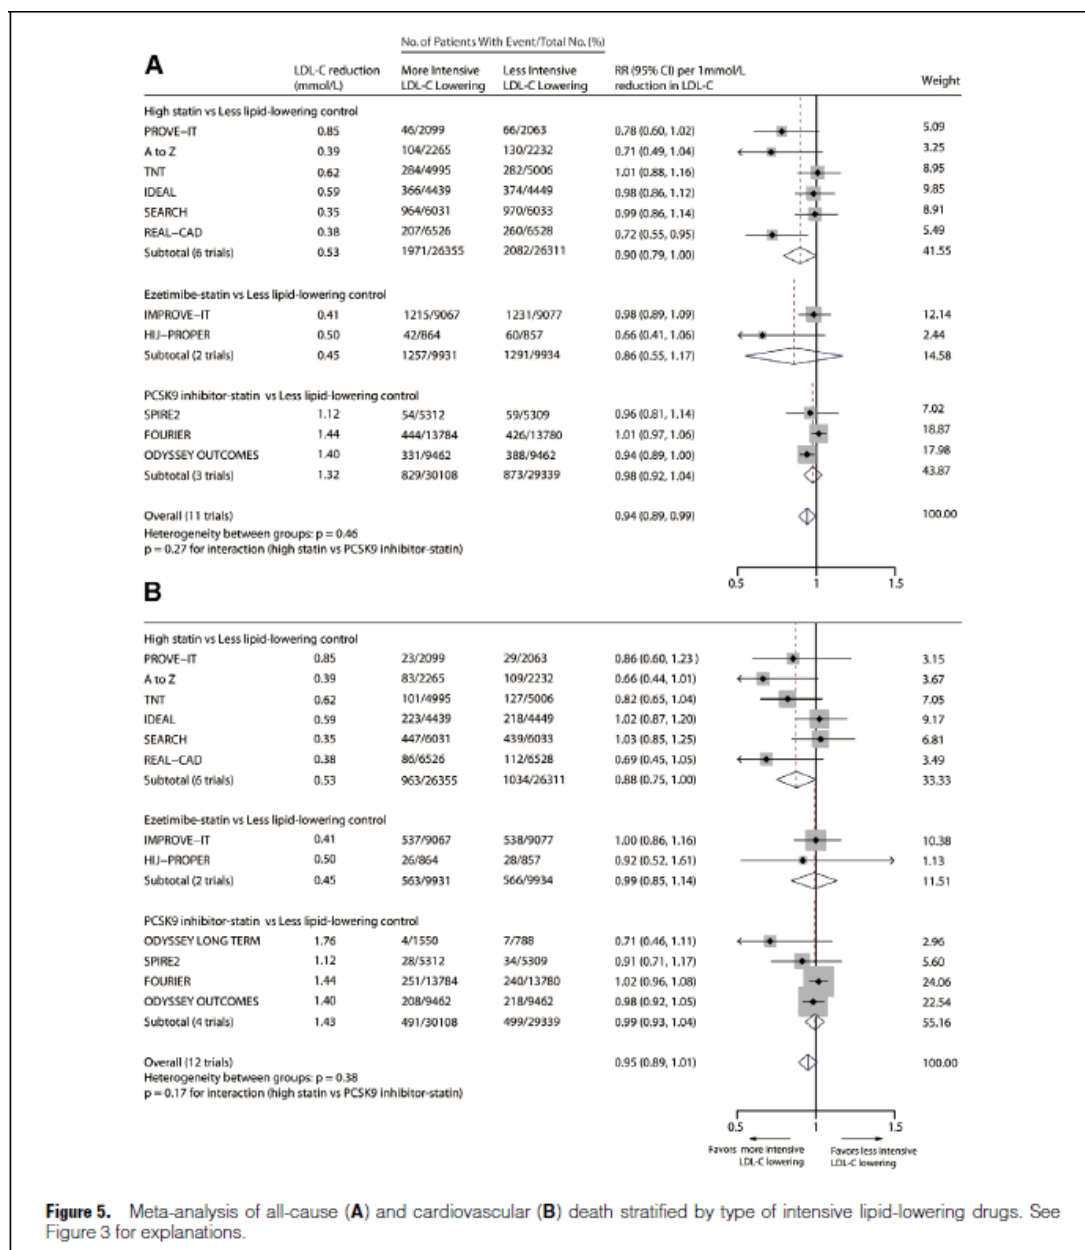 No. of Patients With Event/Total No. (%)
A
LDL-C reduction (mmol/L) More Intensive LDL-C Lowering Less Intensive LDL-C Lowering RR (95% CI) per 1mmol/L reduction in LDL-C Weight
High statin vs Less lipid-lowering control
PROVE-IT 0.85 46/2099 66/2063 0.78 (0.60, 1.02) 5.09
A to Z 0.39 104/2265 130/2232 0.71 (0.49, 1.04) 3.25
TNT 0.62 284/4995 282/5006 1.01 (0.88, 1.16) 8.95
IDEAL 0.59 366/4439 374/4449 0.98 (0.86, 1.12) 9.85
SEARCH 0.35 964/6031 970/6033 0.99 (0.86, 1.14) 8.91
REAL-CAD 0.38 207/6526 260/6528 0.72 (0.55, 0.95) 5.49
Subtotal (6 trials) 0.53 1971/26355 2082/26311 0.90 (0.79, 1.00) 41.55
Ezetimibe-statin vs Less lipid-lowering control
IMPROVE-IT 0.41 1215/9067 1231/9077 0.98 (0.89, 1.09) 12.14
HIJ-PROPER 0.50 42/864 60/857 0.66 (0.41, 1.06) 2.44
Subtotal (2 trials) 0.45 1257/9931 1291/9934 0.86 (0.55, 1.17) 14.58
PCSK9 inhibitor-statin vs Less lipid-lowering control
SPIRE2 1.12 54/5312 59/5309 0.96 (0.81, 1.14) 7.02
FOURIER 1.44 444/13784 426/13780 1.01 (0.97, 1.06) 18.87
ODYSSEY OUTCOMES 1.40 331/9462 388/9462 0.94 (0.89, 1.00) 17.98
Subtotal (3 trials) 1.32 829/30108 873/29339 0.98 (0.92, 1.04) 43.87
Overall (11 trials) 0.94 (0.89, 0.99) 100.00
Heterogeneity between groups: p = 0.46
p = 0.27 for interaction (high statin vs PCSK9 inhibitor-statin)
0.5 1 1.5
B
High statin vs Less lipid-lowering control
PROVE-IT 0.85 23/2099 29/2063 0.86 (0.60, 1.23 ) 3.15
A to Z 0.39 83/2265 109/2232 0.66 (0.44, 1.01) 3.67
TNT 0.62 101/4995 127/5006 0.82 (0.65, 1.04) 7.05
IDEAL 0.59 223/4439 218/4449 1.02 (0.87, 1.20) 9.17
SEARCH 0.35 447/6031 439/6033 1.03 (0.85, 1.25) 6.81
REAL-CAD 0.38 86/6526 112/6528 0.69 (0.45, 1.05) 3.49
Subtotal (6 trials) 0.53 963/26355 1034/26311 0.88 (0.75, 1.00) 33.33
Ezetimibe-statin vs Less lipid-lowering control
IMPROVE-IT 0.41 537/9067 538/9077 1.00 (0.86, 1.16) 10.38
HIJ-PROPER 0.50 26/864 28/857 0.92 (0.52, 1.61) 1.13
Subtotal (2 trials) 0.45 563/9931 566/9934 0.99 (0.85, 1.14) 11.51
PCSK9 inhibitor-statin vs Less lipid-lowering control
ODYSSEY LONG TERM 1.76 4/1550 7/788 0.71 (0.46, 1.11) 2.96
SPIRE2 1.12 28/5312 34/5309 0.91 (0.71, 1.17) 5.60
FOURIER 1.44 251/13784 240/13780 1.02 (0.96, 1.08) 24.06
ODYSSEY OUTCOMES 1.40 208/9462 218/9462 0.98 (0.92, 1.05) 22.54
Subtotal (4 trials) 1.43 491/30108 499/29339 0.99 (0.93, 1.04) 55.16
Overall (12 trials) 0.95 (0.89, 1.01) 100.00
Heterogeneity between groups: p = 0.38
p = 0.17 for interaction (high statin vs PCSK9 inhibitor-statin)
0.5 1 1.5
Favors more intensive LDL-C lowering Favors less intensive LDL-C lowering
Figure 5. Meta-analysis of all-cause (A) and cardiovascular (B) death stratified by type of intensive lipid-lowering drugs. See
Figure 3 for explanations.